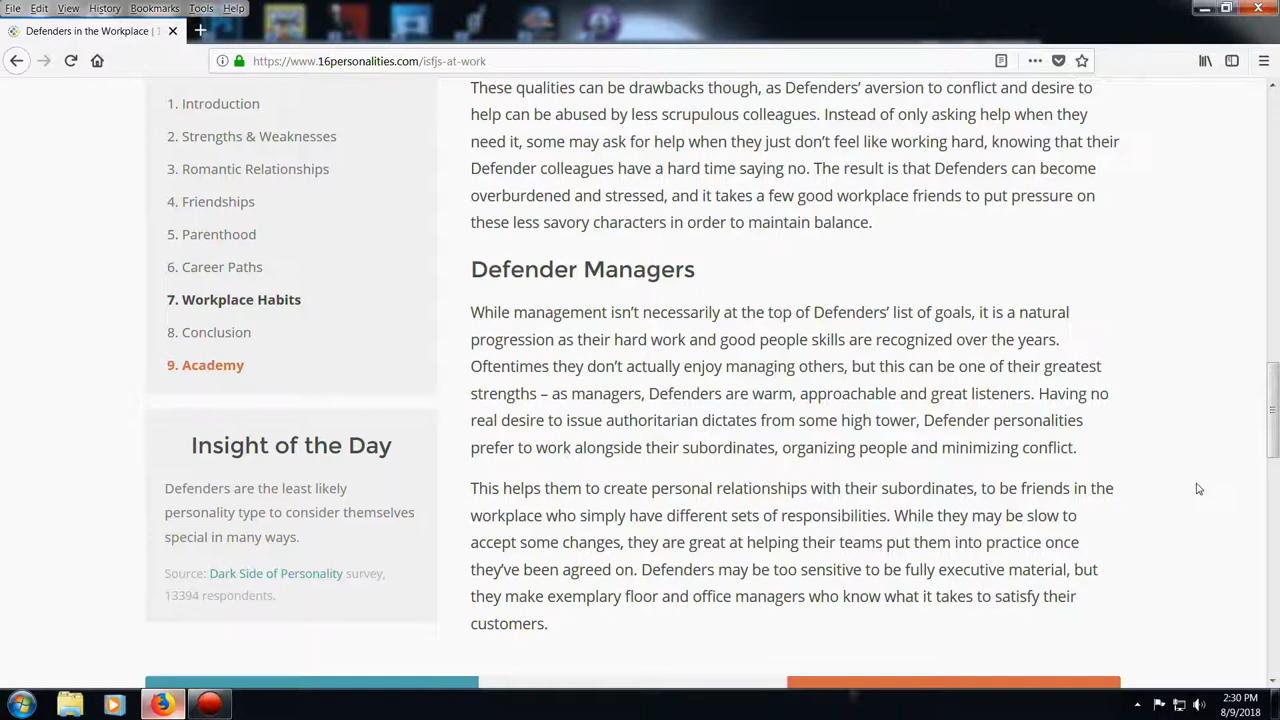 File Edit View History Bookmarks Tools Help
Defenders in the Workplace |
https://www.16personalities.com/isfjs-at-work
1. Introduction
2. Strengths & Weaknesses
3. Romantic Relationships
4. Friendships
5. Parenthood
6. Career Paths
7. Workplace Habits
8. Conclusion
9. Academy
Insight of the Day
Defenders are the least likely
personality type to consider themselves
special in many ways.
Source: Dark Side of Personality survey,
13394 respondents.
These qualities can be drawbacks though, as Defenders’ aversion to conflict and desire to
help can be abused by less scrupulous colleagues. Instead of only asking help when they
need it, some may ask for help when they just don’t feel like working hard, knowing that their
Defender colleagues have a hard time saying no. The result is that Defenders can become
overburdened and stressed, and it takes a few good workplace friends to put pressure on
these less savory characters in order to maintain balance.
Defender Managers
While management isn’t necessarily at the top of Defenders’ list of goals, it is a natural
progression as their hard work and good people skills are recognized over the years.
Oftentimes they don’t actually enjoy managing others, but this can be one of their greatest
strengths – as managers, Defenders are warm, approachable and great listeners. Having no
real desire to issue authoritarian dictates from some high tower, Defender personalities
prefer to work alongside their subordinates, organizing people and minimizing conflict.
This helps them to create personal relationships with their subordinates, to be friends in the
workplace who simply have different sets of responsibilities. While they may be slow to
accept some changes, they are great at helping their teams put them into practice once
they’ve been agreed on. Defenders may be too sensitive to be fully executive material, but
they make exemplary floor and office managers who know what it takes to satisfy their
customers.
2:30 PM
8/9/2018